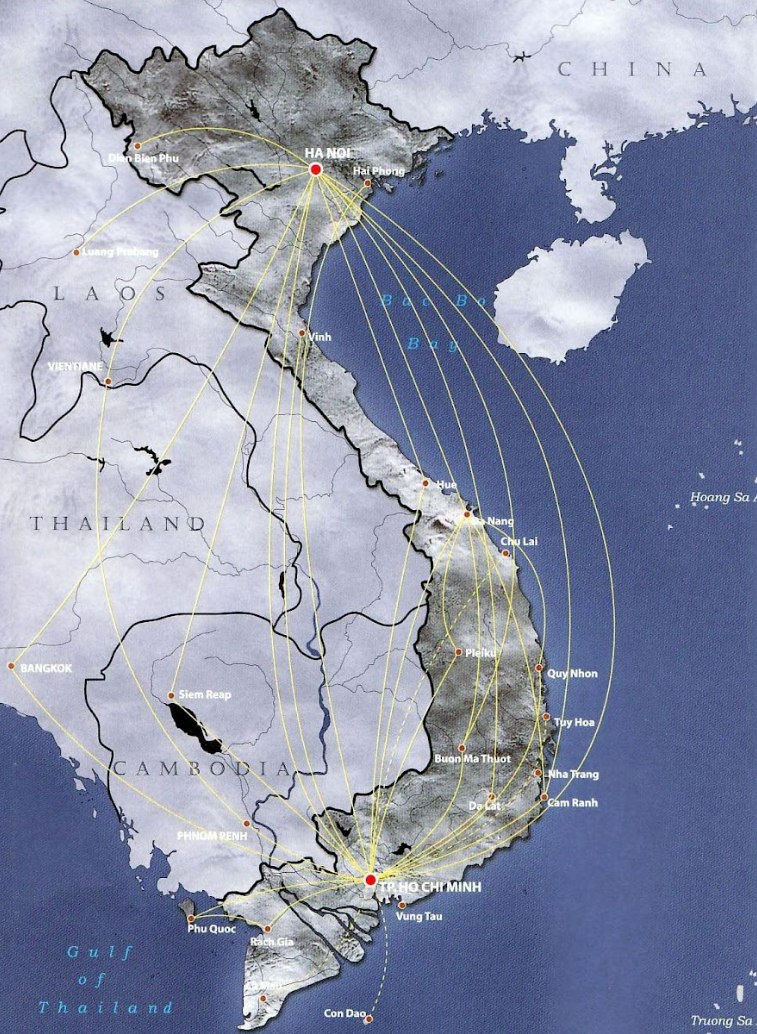 CHINA
HA NOI
Dien Bien Phu
Hai Phong
Luang Prabang
LAOS
Bac Bo
Bay
Vinh
VIENTIANE
Hue
Hoang Sa
THAILAND
Da Nang
Chu Lai
Pleiku
BANGKOK
Quy Nhon
Siem Reap
Tuy Hoa
Buon Ma Thuot
CAMBODIA
Nha Trang
Da Lat
Cam Ranh
PHNOM PENH
TP. HO CHI MINH
Vung Tau
Phu Quoc
Rach Gia
Gulf
of
Thailand
Con Dao
Truong Sa